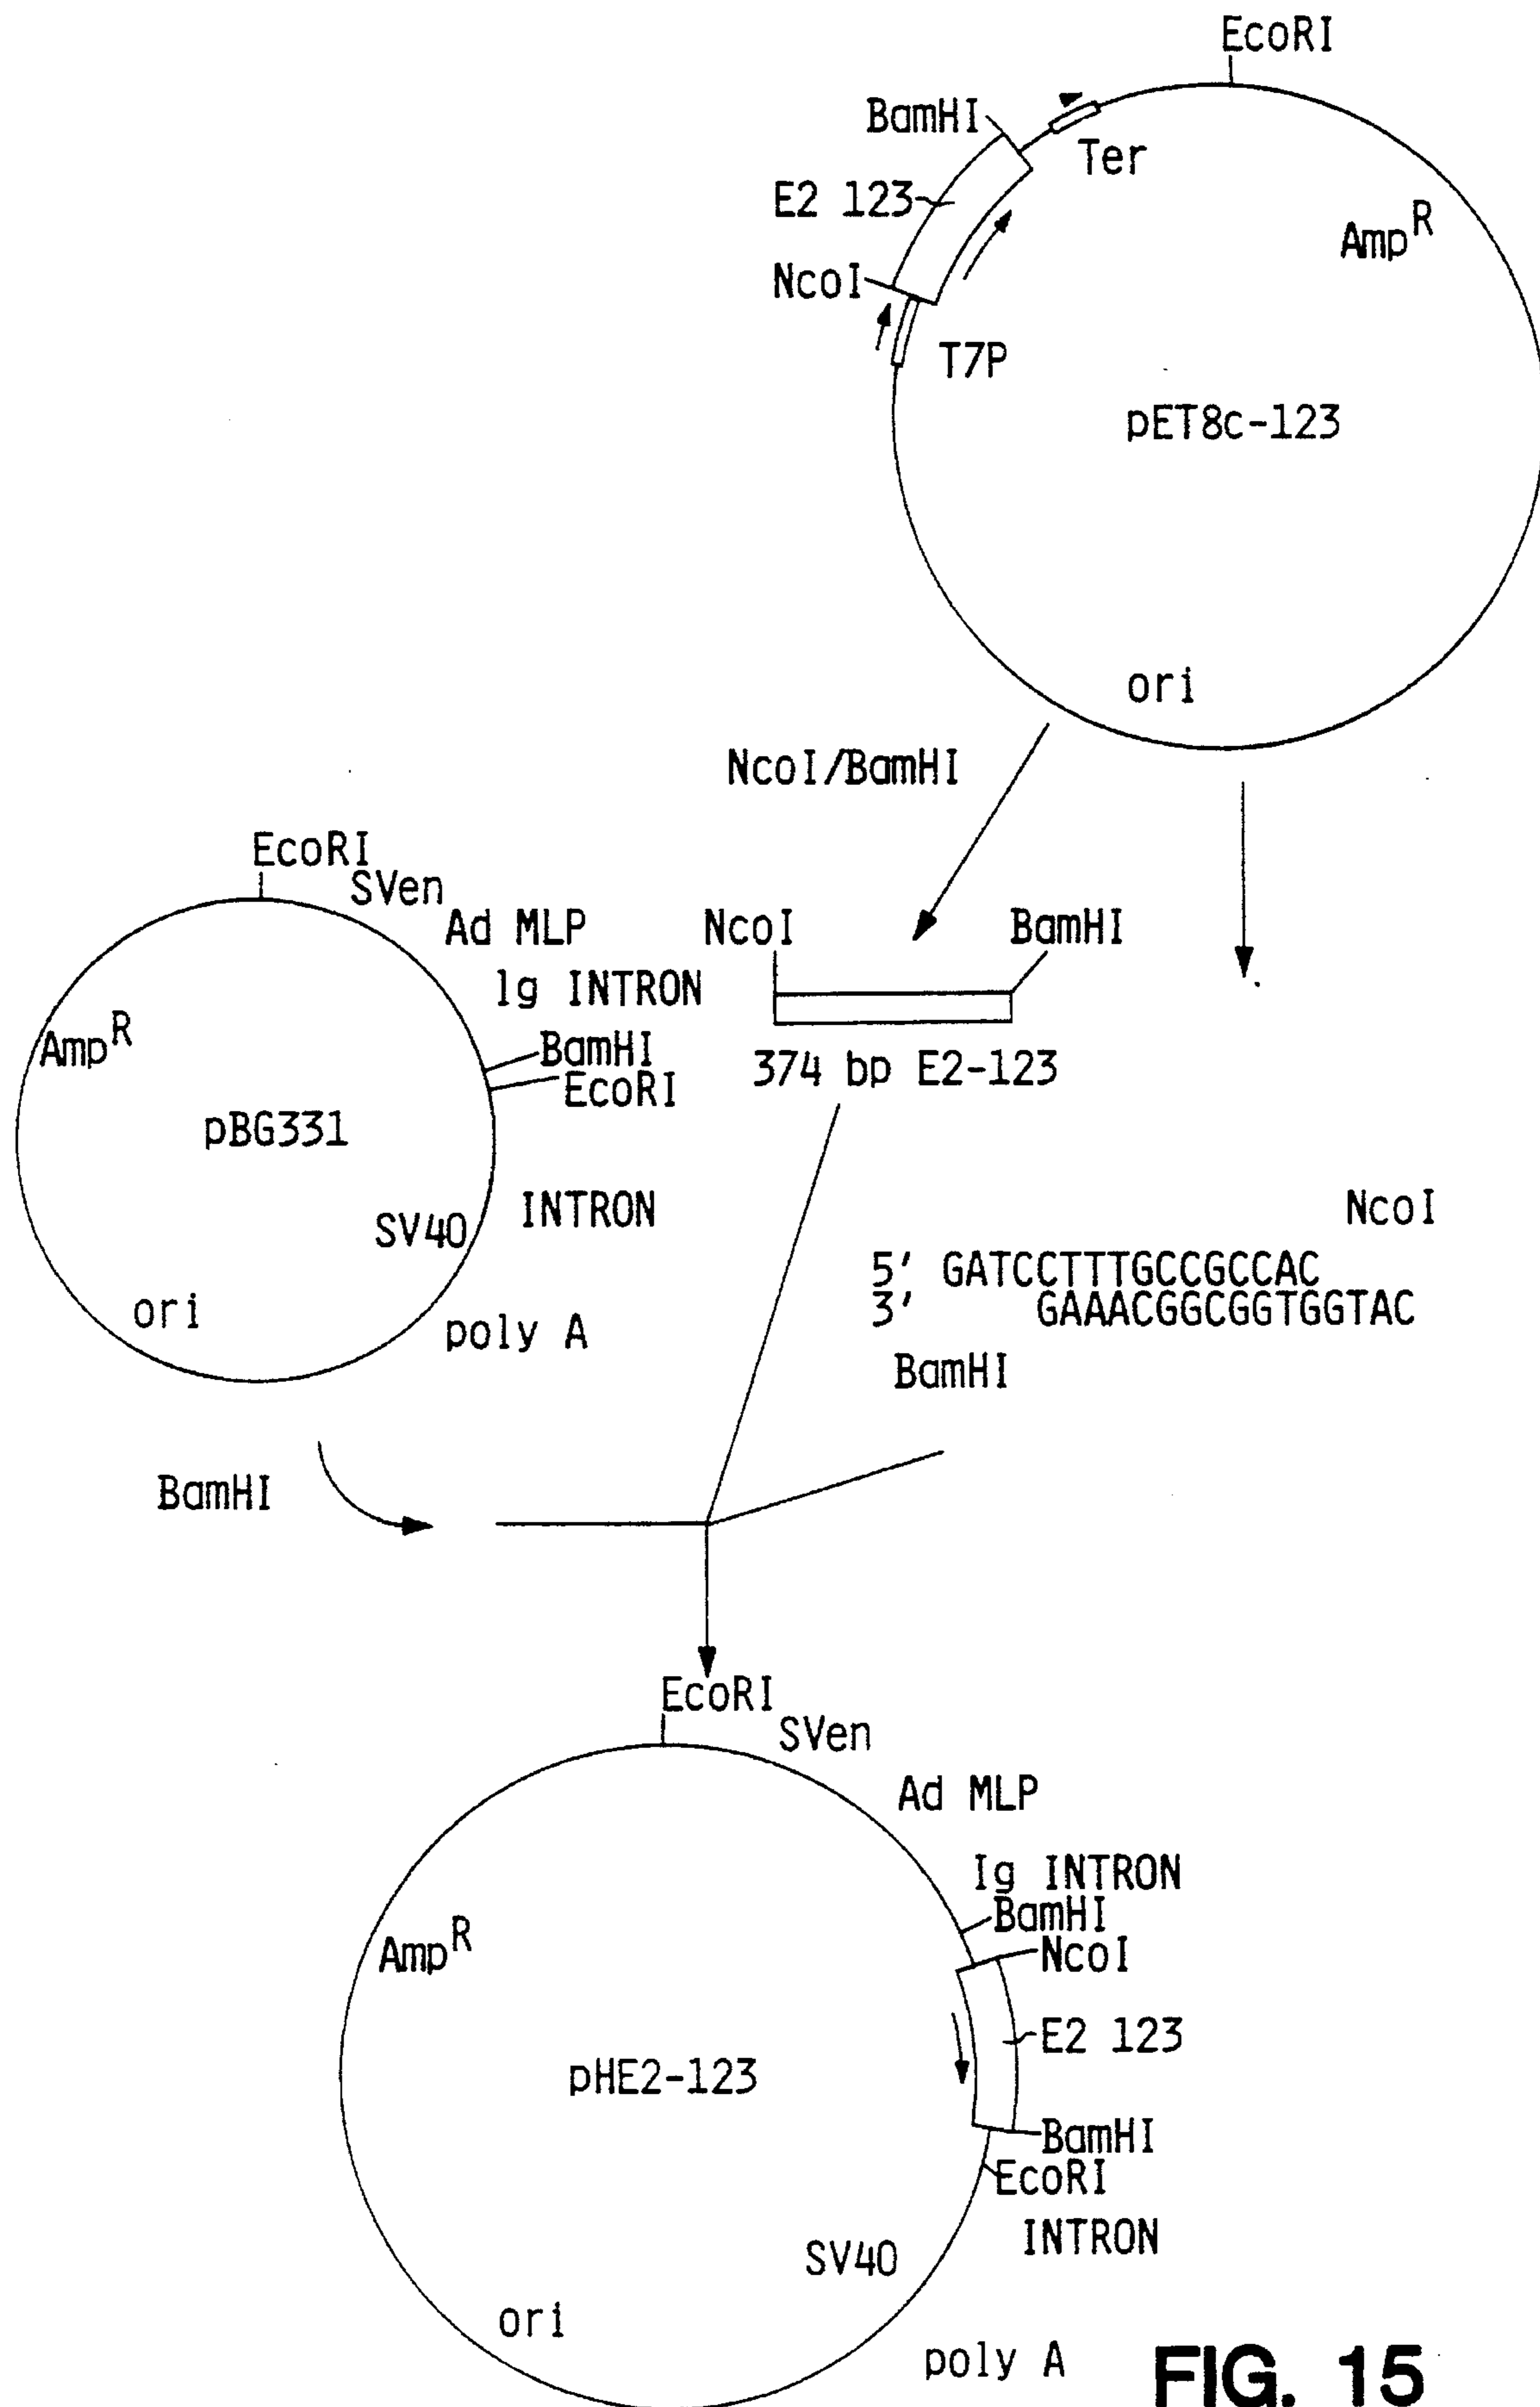 EcoRI
BamHI
Ter
E2 123
Amp^R
NcoI
T7P
pET8c-123
ori
NcoI/BamHI
EcoRI
SVen
Ad MLP
lg INTRON
NcoI
BamHI
Amp^R
BamHI
EcoRI
374 bp E2-123
pBG331
INTRON
SV40
ori
poly A
NcoI
5' GATCCTTTGCCGCCAC
3' GAAACGGCGGTGGTAC
BamHI
BamHI
EcoRI
SVen
Ad MLP
Ig INTRON
BamHI
NcoI
Amp^R
E2 123
pHE2-123
BamHI
EcoRI
INTRON
SV40
ori
poly A
FIG. 15